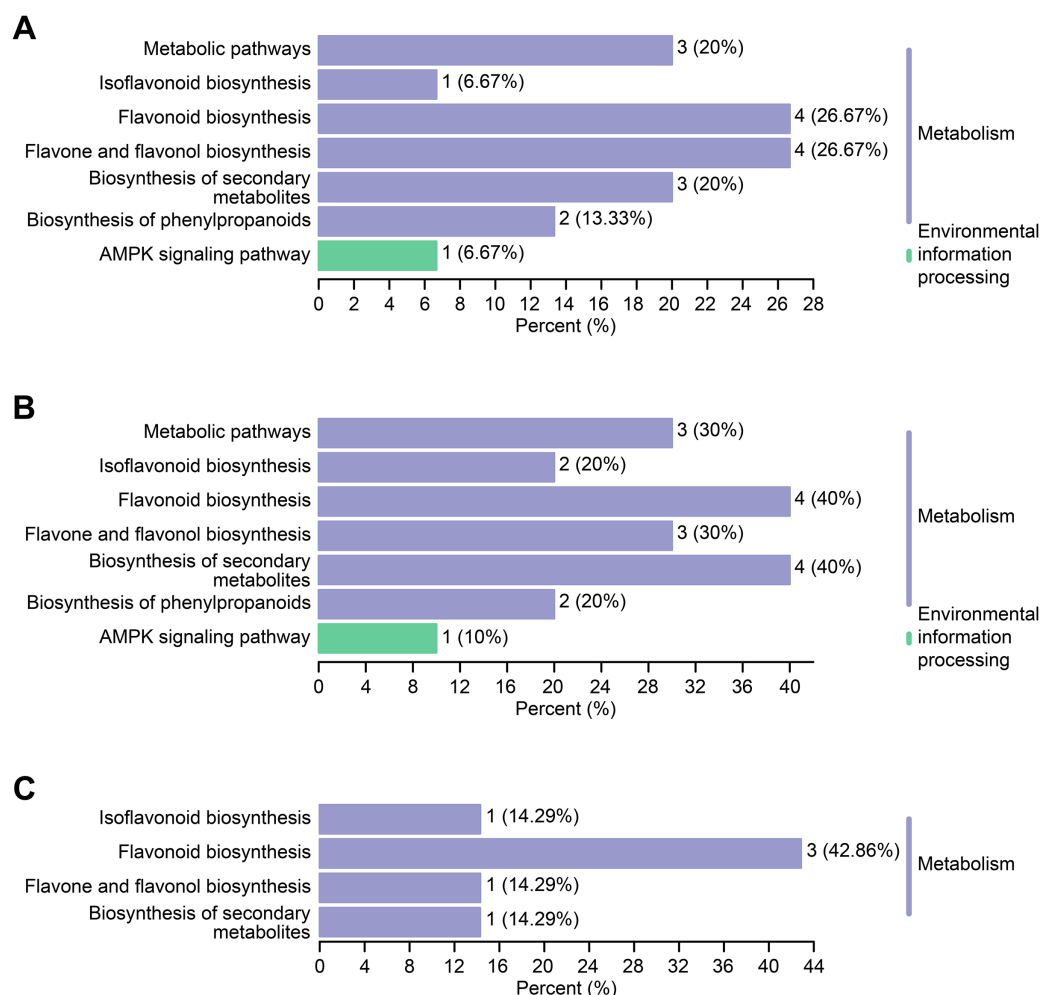 A
Metabolic pathways
3 (20%)
Isoflavonoid biosynthesis
1 (6.67%)
Flavonoid biosynthesis
4 (26.67%)
Flavone and flavonol biosynthesis
4 (26.67%)
Biosynthesis of secondary
metabolites
3 (20%)
Biosynthesis of phenylpropanoids
2 (13.33%)
AMPK signaling pathway
1 (6.67%)
Metabolism
Environmental
information
processing
0 2 4 6 8 10 12 14 16 18 20 22 24 26 28
Percent (%)
B
Metabolic pathways
3 (30%)
Isoflavonoid biosynthesis
2 (20%)
Flavonoid biosynthesis
4 (40%)
Flavone and flavonol biosynthesis
3 (30%)
Biosynthesis of secondary
metabolites
4 (40%)
Biosynthesis of phenylpropanoids
2 (20%)
AMPK signaling pathway
1 (10%)
Metabolism
Environmental
information
processing
0 4 8 12 16 20 24 28 32 36 40
Percent (%)
C
Isoflavonoid biosynthesis
1 (14.29%)
Flavonoid biosynthesis
3 (42.86%)
Flavone and flavonol biosynthesis
1 (14.29%)
Biosynthesis of secondary
metabolites
1 (14.29%)
Metabolism
0 4 8 12 14 20 24 28 32 36 40 44
Percent (%)